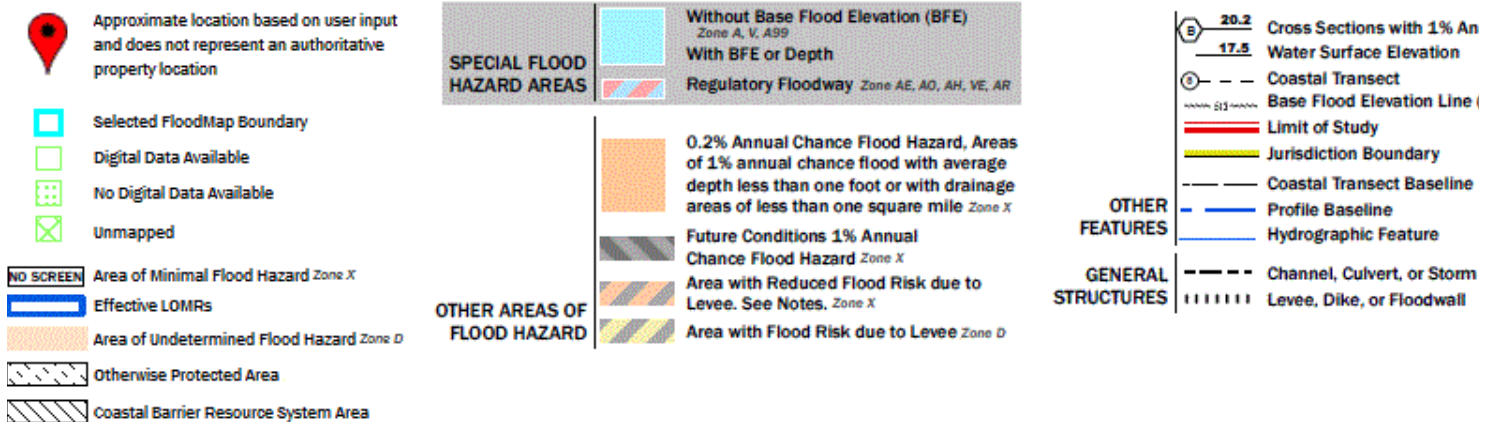 Approximate location based on user input
and does not represent an authoritative
property location
Selected FloodMap Boundary
Digital Data Available
No Digital Data Available
Unmapped
NO SCREEN Area of Minimal Flood Hazard Zone X
Effective LOMRs
Area of Undetermined Flood Hazard Zone D
Otherwise Protected Area
Coastal Barrier Resource System Area
SPECIAL FLOOD
HAZARD AREAS
Without Base Flood Elevation (BFE)
Zone A, V, A99
With BFE or Depth
Regulatory Floodway Zone AE, AO, AH, VE, AR
OTHER AREAS OF
FLOOD HAZARD
0.2% Annual Chance Flood Hazard, Areas
of 1% annual chance flood with average
depth less than one foot or with drainage
areas of less than one square mile Zone X
Future Conditions 1% Annual
Chance Flood Hazard Zone X
Area with Reduced Flood Risk due to
Levee. See Notes. Zone X
Area with Flood Risk due to Levee Zone D
OTHER
FEATURES
B 20.2 Cross Sections with 1% An
17.5 Water Surface Elevation
8 Coastal Transect
513 Base Flood Elevation Line (
Limit of Study
Jurisdiction Boundary
Coastal Transect Baseline
Profile Baseline
Hydrographic Feature
GENERAL
STRUCTURES
Channel, Culvert, or Storm
Levee, Dike, or Floodwall